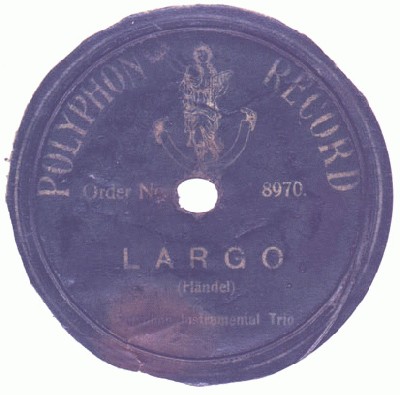 POLYPHON RECORD
Order No. 8970.
LARGO
(Händel)
Instrumental Trio